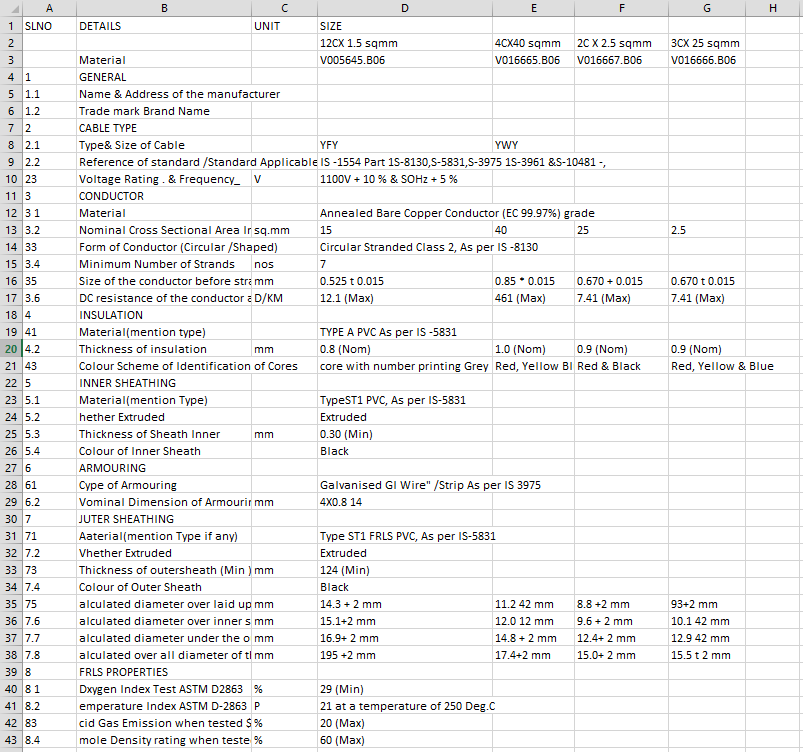 A B C D E F G H
1 SLNO DETAILS UNIT SIZE
2 12CX 1.5 sqmm 4CX40 sqmm 2C X 2.5 sqmm 3CX 25 sqmm
3 Material V005645.B06 V016665.B06 V016667.B06 V016666.B06
4 1 GENERAL
5 1.1 Name & Address of the manufacturer
6 1.2 Trade mark Brand Name
7 2 CABLE TYPE
8 2.1 Type& Size of Cable YFY YWY
9 2.2 Reference of standard /Standard Applicable IS -1554 Part 1S-8130,S-5831,S-3975 1S-3961 &S-10481 -,
10 23 Voltage Rating . & Frequency_ V 1100V + 10 % & SOHz + 5 %
11 3 CONDUCTOR
12 3 1 Material Annealed Bare Copper Conductor (EC 99.97%) grade
13 3.2 Nominal Cross Sectional Area Ir sq.mm 15 40 25 2.5
14 33 Form of Conductor (Circular /Shaped) Circular Stranded Class 2, As per IS -8130
15 3.4 Minimum Number of Strands nos 7
16 35 Size of the conductor before stra mm 0.525 t 0.015 0.85 * 0.015 0.670 + 0.015 0.670 t 0.015
17 3.6 DC resistance of the conductor a D/KM 12.1 (Max) 461 (Max) 7.41 (Max) 7.41 (Max)
18 4 INSULATION
19 41 Material(mention type) TYPE A PVC As per IS -5831
20 4.2 Thickness of insulation mm 0.8 (Nom) 1.0 (Nom) 0.9 (Nom) 0.9 (Nom)
21 43 Colour Scheme of Identification of Cores core with number printing Grey Red, Yellow Bl Red & Black Red, Yellow & Blue
22 5 INNER SHEATHING
23 5.1 Material(mention Type) TypeST1 PVC, As per IS-5831
24 5.2 hether Extruded Extruded
25 5.3 Thickness of Sheath Inner mm 0.30 (Min)
26 5.4 Colour of Inner Sheath Black
27 6 ARMOURING
28 61 Cype of Armouring Galvanised GI Wire" /Strip As per IS 3975
29 6.2 Vominal Dimension of Armourir mm 4X0.8 14
30 7 JUTER SHEATHING
31 71 Aaterial(mention Type if any) Type ST1 FRLS PVC, As per IS-5831
32 7.2 Vhether Extruded Extruded
33 73 Thickness of outersheath (Min ) mm 124 (Min)
34 7.4 Colour of Outer Sheath Black
35 75 alculated diameter over laid up mm 14.3 + 2 mm 11.2 42 mm 8.8 +2 mm 93+2 mm
36 7.6 alculated diameter over inner s mm 15.1+2 mm 12.0 12 mm 9.6 + 2 mm 10.1 42 mm
37 7.7 alculated diameter under the o mm 16.9+ 2 mm 14.8 + 2 mm 12.4+ 2 mm 12.9 42 mm
38 7.8 alculated over all diameter of tl mm 195 +2 mm 17.4+2 mm 15.0+ 2 mm 15.5 t 2 mm
39 8 FRLS PROPERTIES
40 8 1 Dxygen Index Test ASTM D2863 % 29 (Min)
41 8.2 emperature Index ASTM D-2863 P 21 at a temperature of 250 Deg.C
42 83 cid Gas Emission when tested $ % 20 (Max)
43 8.4 mole Density rating when teste % 60 (Max)